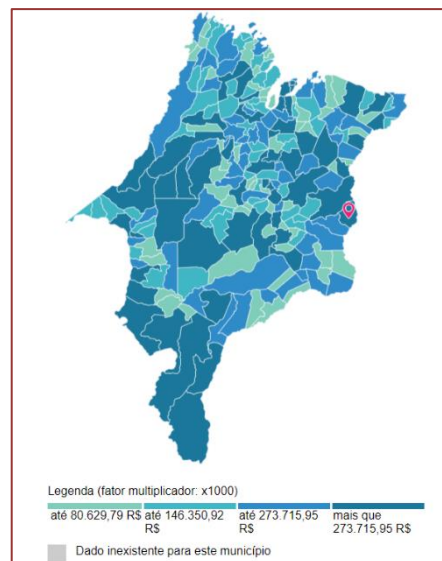 Legenda (fator multiplicador: x1000)
até 80.629,79 R$
até 146.350,92 R$
até 273.715,95 R$
mais que 273.715,95 R$
Dado inexistente para este município